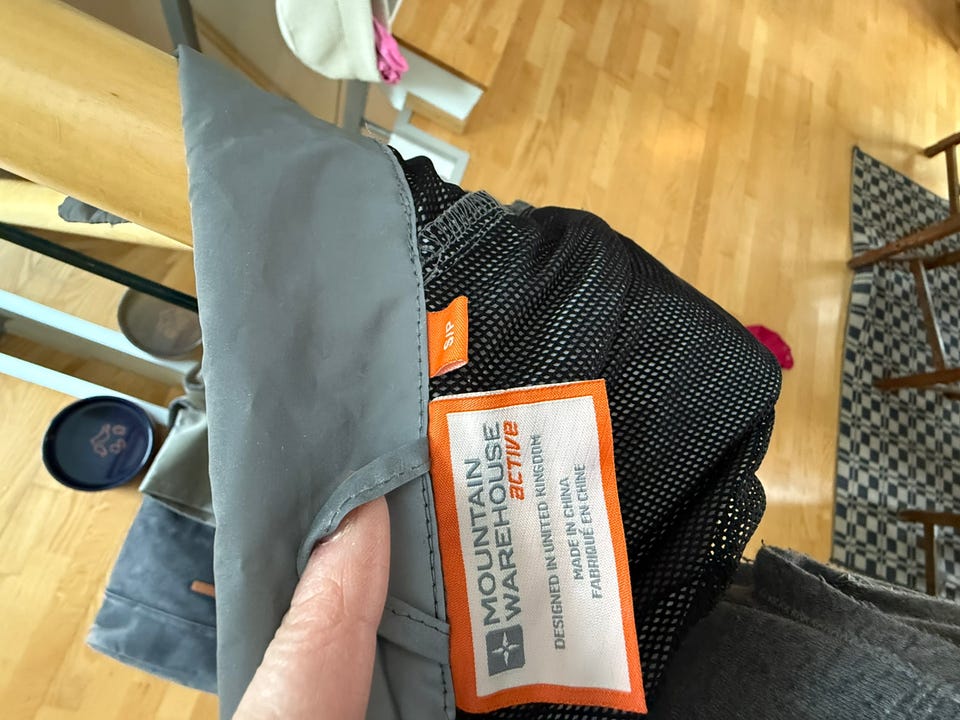 S/P
MOUNTAIN
WAREHOUSE
active
DESIGNED IN UNITED KINGDOM
MADE IN CHINA
FABRIQUÉ EN CHINE